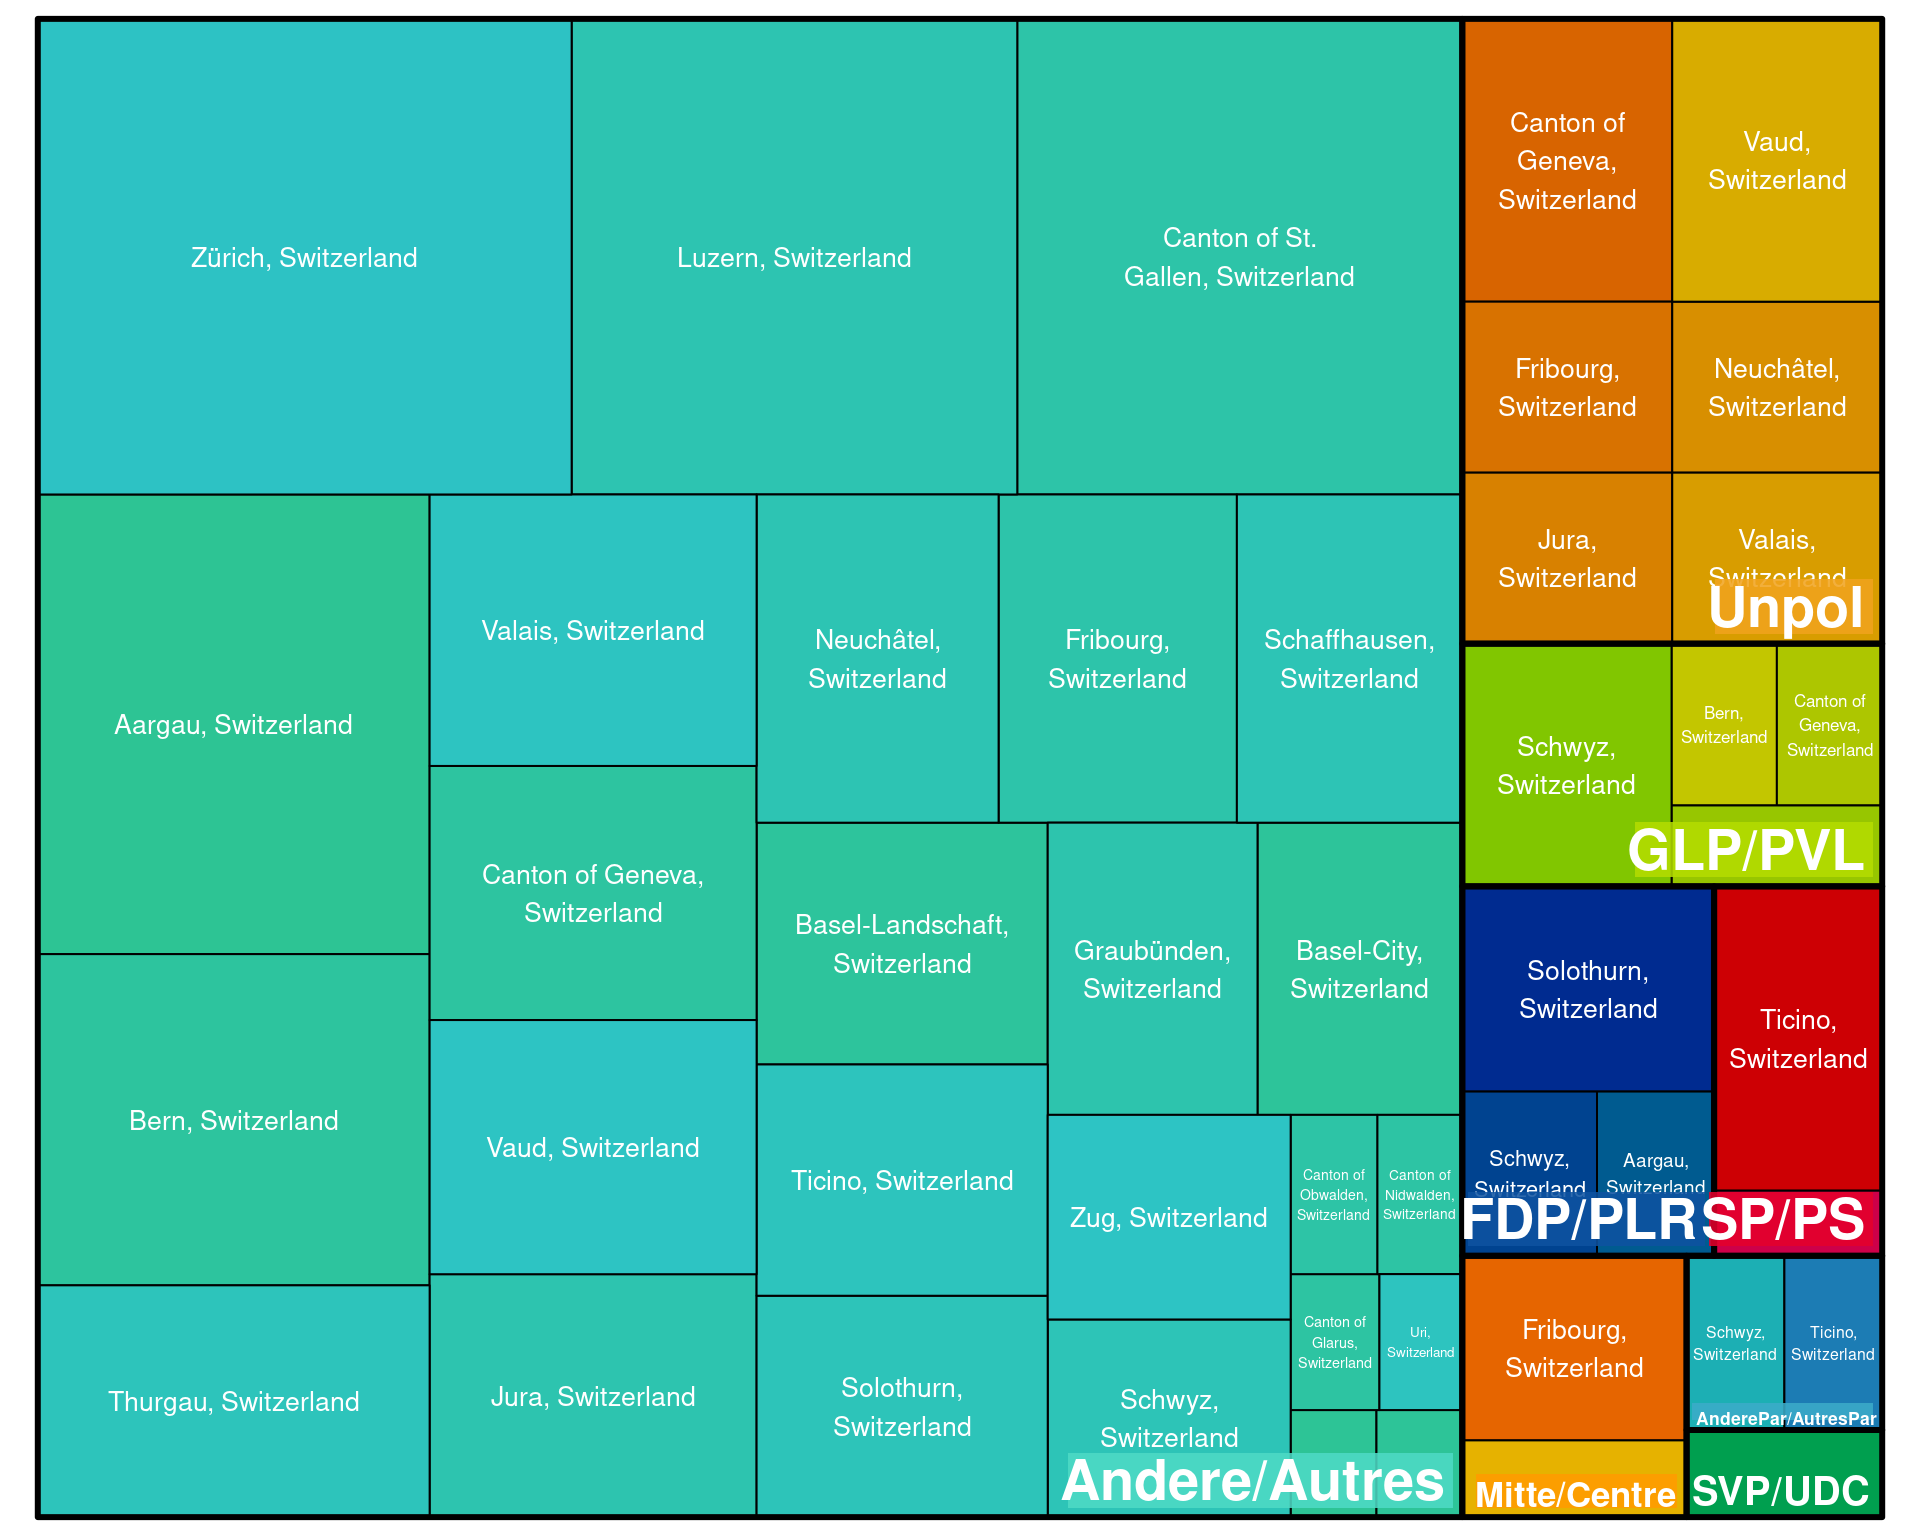 Zürich, Switzerland
Luzern, Switzerland
Canton of St.
Gallen, Switzerland
Aargau, Switzerland
Bern, Switzerland
Thurgau, Switzerland
Valais, Switzerland
Canton of Geneva,
Switzerland
Vaud, Switzerland
Jura, Switzerland
Neuchâtel,
Switzerland
Fribourg,
Switzerland
Schaffhausen,
Switzerland
Basel-Landschaft,
Switzerland
Ticino, Switzerland
Solothurn,
Switzerland
Graubünden,
Switzerland
Basel-City,
Switzerland
Zug, Switzerland
Schwyz,
Switzerland
Canton of
Obwalden,
Switzerland
Canton of
Nidwalden,
Switzerland
Canton of
Glarus,
Switzerland
Uri,
Switzerland
Andere/Autres
Canton of
Geneva,
Switzerland
Vaud,
Switzerland
Fribourg,
Switzerland
Neuchâtel,
Switzerland
Jura,
Switzerland
Valais,
Switzerland
Unpol
Schwyz,
Switzerland
Bern,
Switzerland
Canton of
Geneva,
Switzerland
GLP/PVL
Solothurn,
Switzerland
Schwyz,
Switzerland
Aargau,
Switzerland
FDP/PLR
Ticino,
Switzerland
SP/PS
Fribourg,
Switzerland
Mitte/Centre
Schwyz,
Switzerland
Ticino,
Switzerland
AnderePar/AutresPar
SVP/UDC